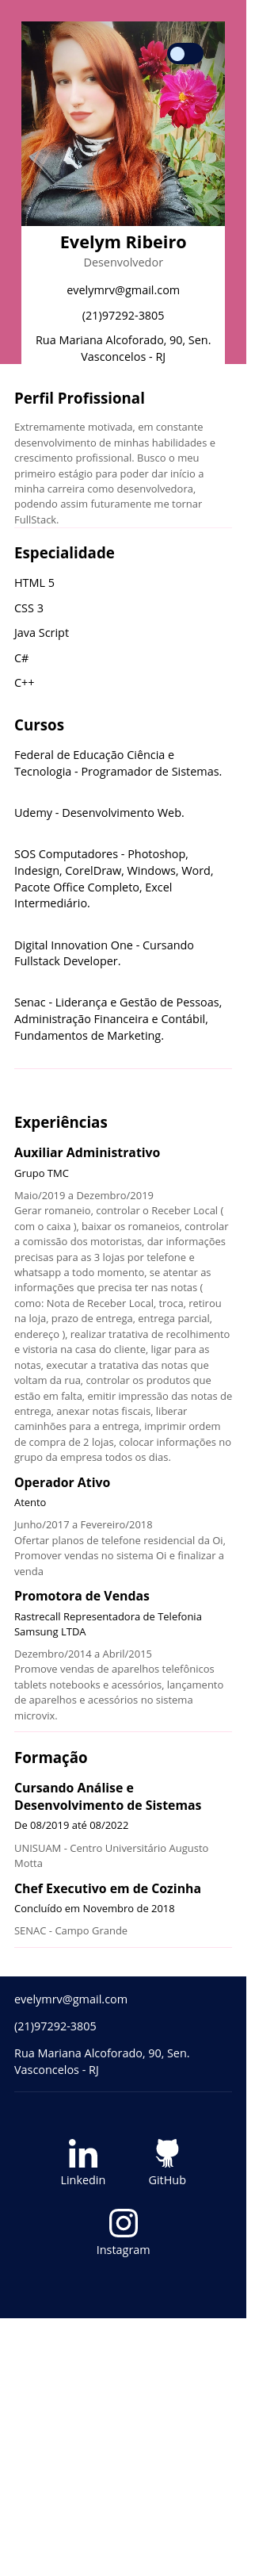 Evelym Ribeiro
Desenvolvedor
evelymrv@gmail.com
(21)97292-3805
Rua Mariana Alcoforado, 90, Sen.
Vasconcelos - RJ
Perfil Profissional
Extremamente motivada, em constante
desenvolvimento de minhas habilidades e
crescimento profissional. Busco o meu
primeiro estágio para poder dar início a
minha carreira como desenvolvedora,
podendo assim futuramente me tornar
FullStack.
Especialidade
HTML 5
CSS 3
Java Script
C#
C++
Cursos
Federal de Educação Ciência e
Tecnologia - Programador de Sistemas.
Udemy - Desenvolvimento Web.
SOS Computadores - Photoshop,
Indesign, CorelDraw, Windows, Word,
Pacote Office Completo, Excel
Intermediário.
Digital Innovation One - Cursando
Fullstack Developer.
Senac - Liderança e Gestão de Pessoas,
Administração Financeira e Contábil,
Fundamentos de Marketing.
Experiências
Auxiliar Administrativo
Grupo TMC
Maio/2019 a Dezembro/2019
Gerar romaneio, controlar o Receber Local (
com o caixa ), baixar os romaneios, controlar
a comissão dos motoristas, dar informações
precisas para as 3 lojas por telefone e
whatsapp a todo momento, se atentar as
informações que precisa ter nas notas (
como: Nota de Receber Local, troca, retirou
na loja, prazo de entrega, entrega parcial,
endereço ), realizar tratativa de recolhimento
e vistoria na casa do cliente, ligar para as
notas, executar a tratativa das notas que
voltam da rua, controlar os produtos que
estão em falta, emitir impressão das notas de
entrega, anexar notas fiscais, liberar
caminhões para a entrega, imprimir ordem
de compra de 2 lojas, colocar informações no
grupo da empresa todos os dias.
Operador Ativo
Atento
Junho/2017 a Fevereiro/2018
Ofertar planos de telefone residencial da Oi,
Promover vendas no sistema Oi e finalizar a
venda
Promotora de Vendas
Rastrecall Representadora de Telefonia
Samsung LTDA
Dezembro/2014 a Abril/2015
Promove vendas de aparelhos telefônicos
tablets notebooks e acessórios, lançamento
de aparelhos e acessórios no sistema
microvix.
Formação
Cursando Análise e
Desenvolvimento de Sistemas
De 08/2019 até 08/2022
UNISUAM - Centro Universitário Augusto
Motta
Chef Executivo em de Cozinha
Concluído em Novembro de 2018
SENAC - Campo Grande
evelymrv@gmail.com
(21)97292-3805
Rua Mariana Alcoforado, 90, Sen.
Vasconcelos - RJ
Linkedin
GitHub
Instagram